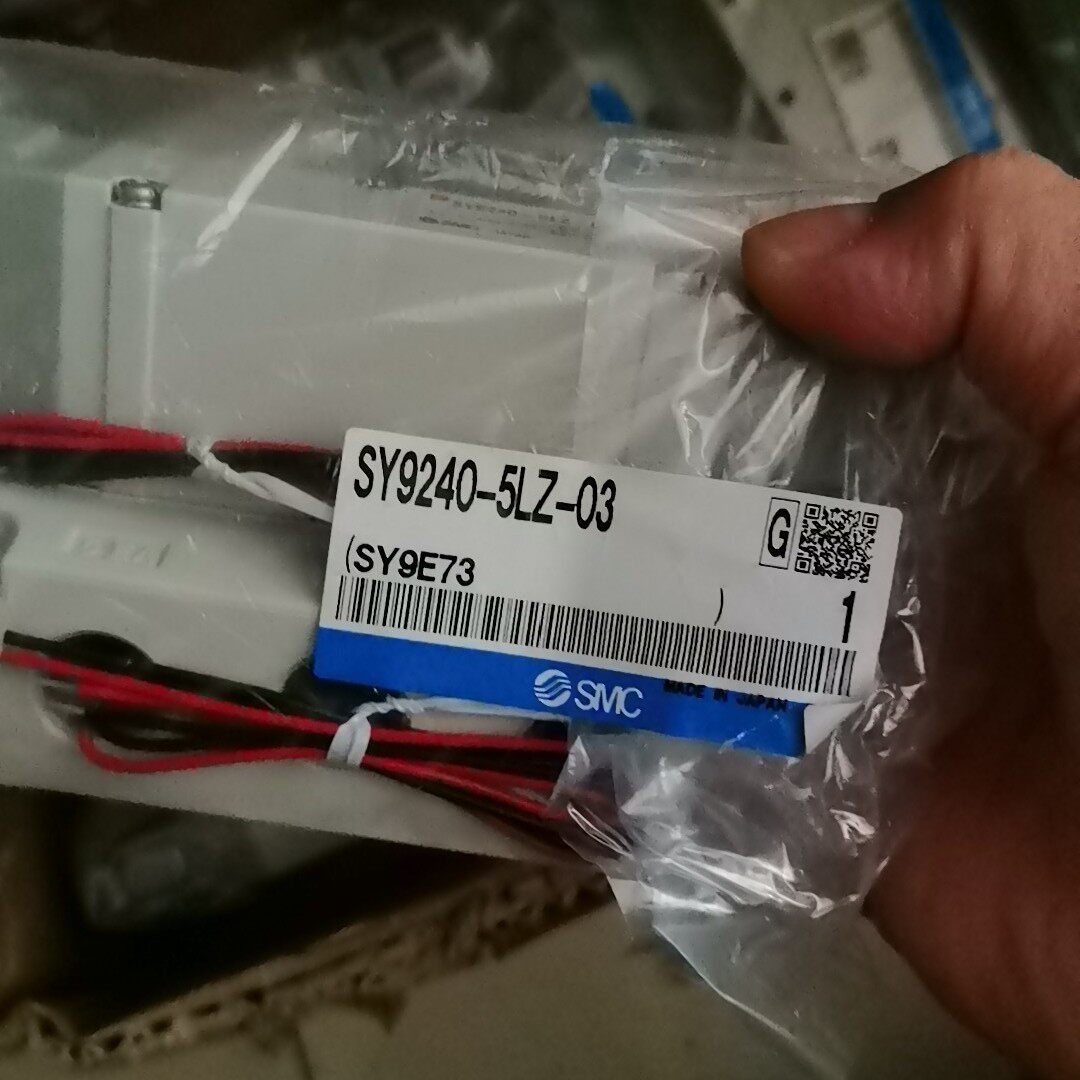 SY9240-5LZ-03
G
(SY9E73
)
1
SMC
MADE IN JAPAN